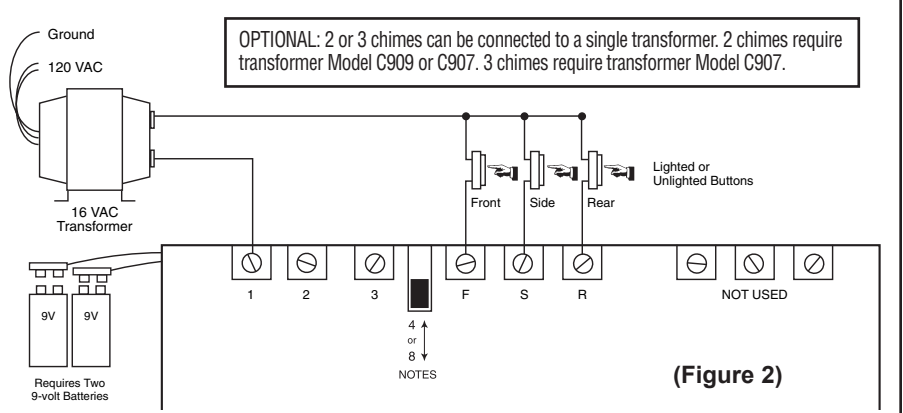 Ground
120 VAC
OPTIONAL: 2 or 3 chimes can be connected to a single transformer. 2 chimes require
transformer Model C909 or C907. 3 chimes require transformer Model C907.
16 VAC
Transformer
Front
Side
Rear
Lighted or
Unlighted Buttons
9V
9V
Requires Two
9-volt Batteries
1
2
3
F
S
R
NOT USED
4
or
8
NOTES
(Figure 2)